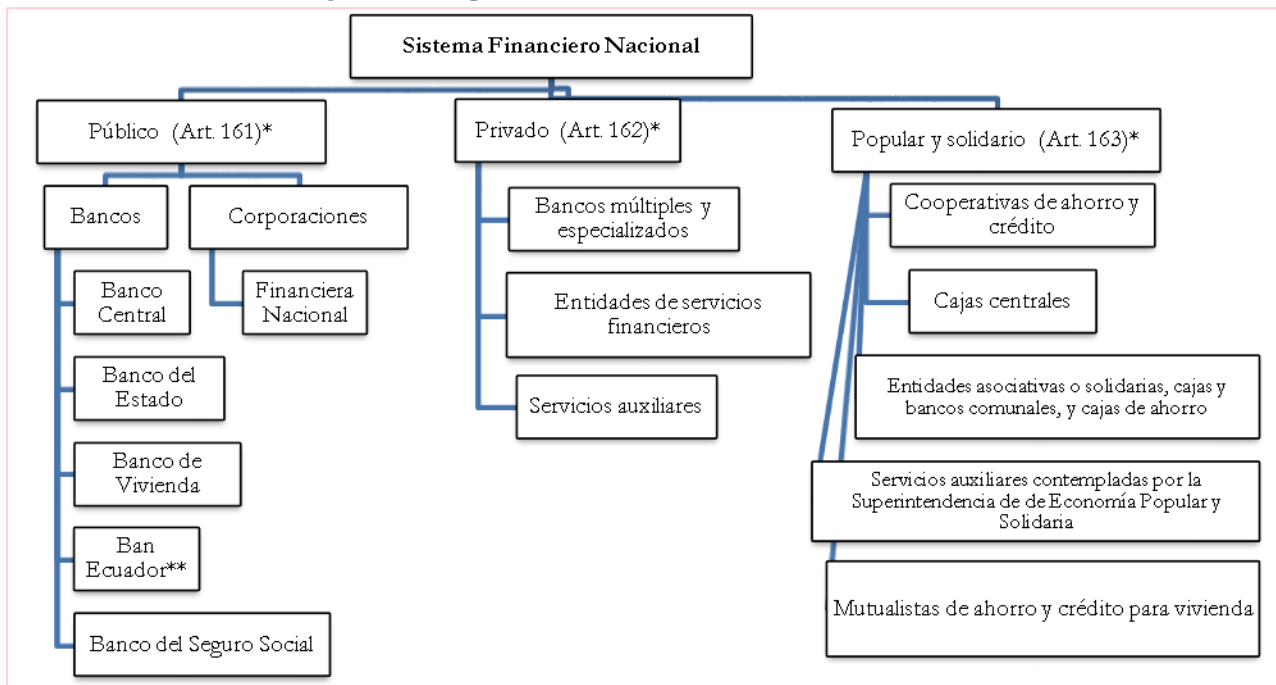 Sistema Financiero Nacional
Público (Art. 161)*
Privado (Art. 162)*
Popular y solidario (Art. 163)*
Bancos
Corporaciones
Banco
Central
Financiera
Nacional
Banco del
Estado
Banco de
Vivienda
Ban
Ecuador**
Banco del Seguro Social
Bancos múltiples y
especializados
Entidades de servicios
financieros
Servicios auxiliares
Cooperativas de ahorro y
crédito
Cajas centrales
Entidades asociativas o solidarias, cajas y
bancos comunales, y cajas de ahorro
Servicios auxiliares contempladas por la
Superintendencia de de Economía Popular y
Solidaria
Mutualistas de ahorro y crédito para vivienda